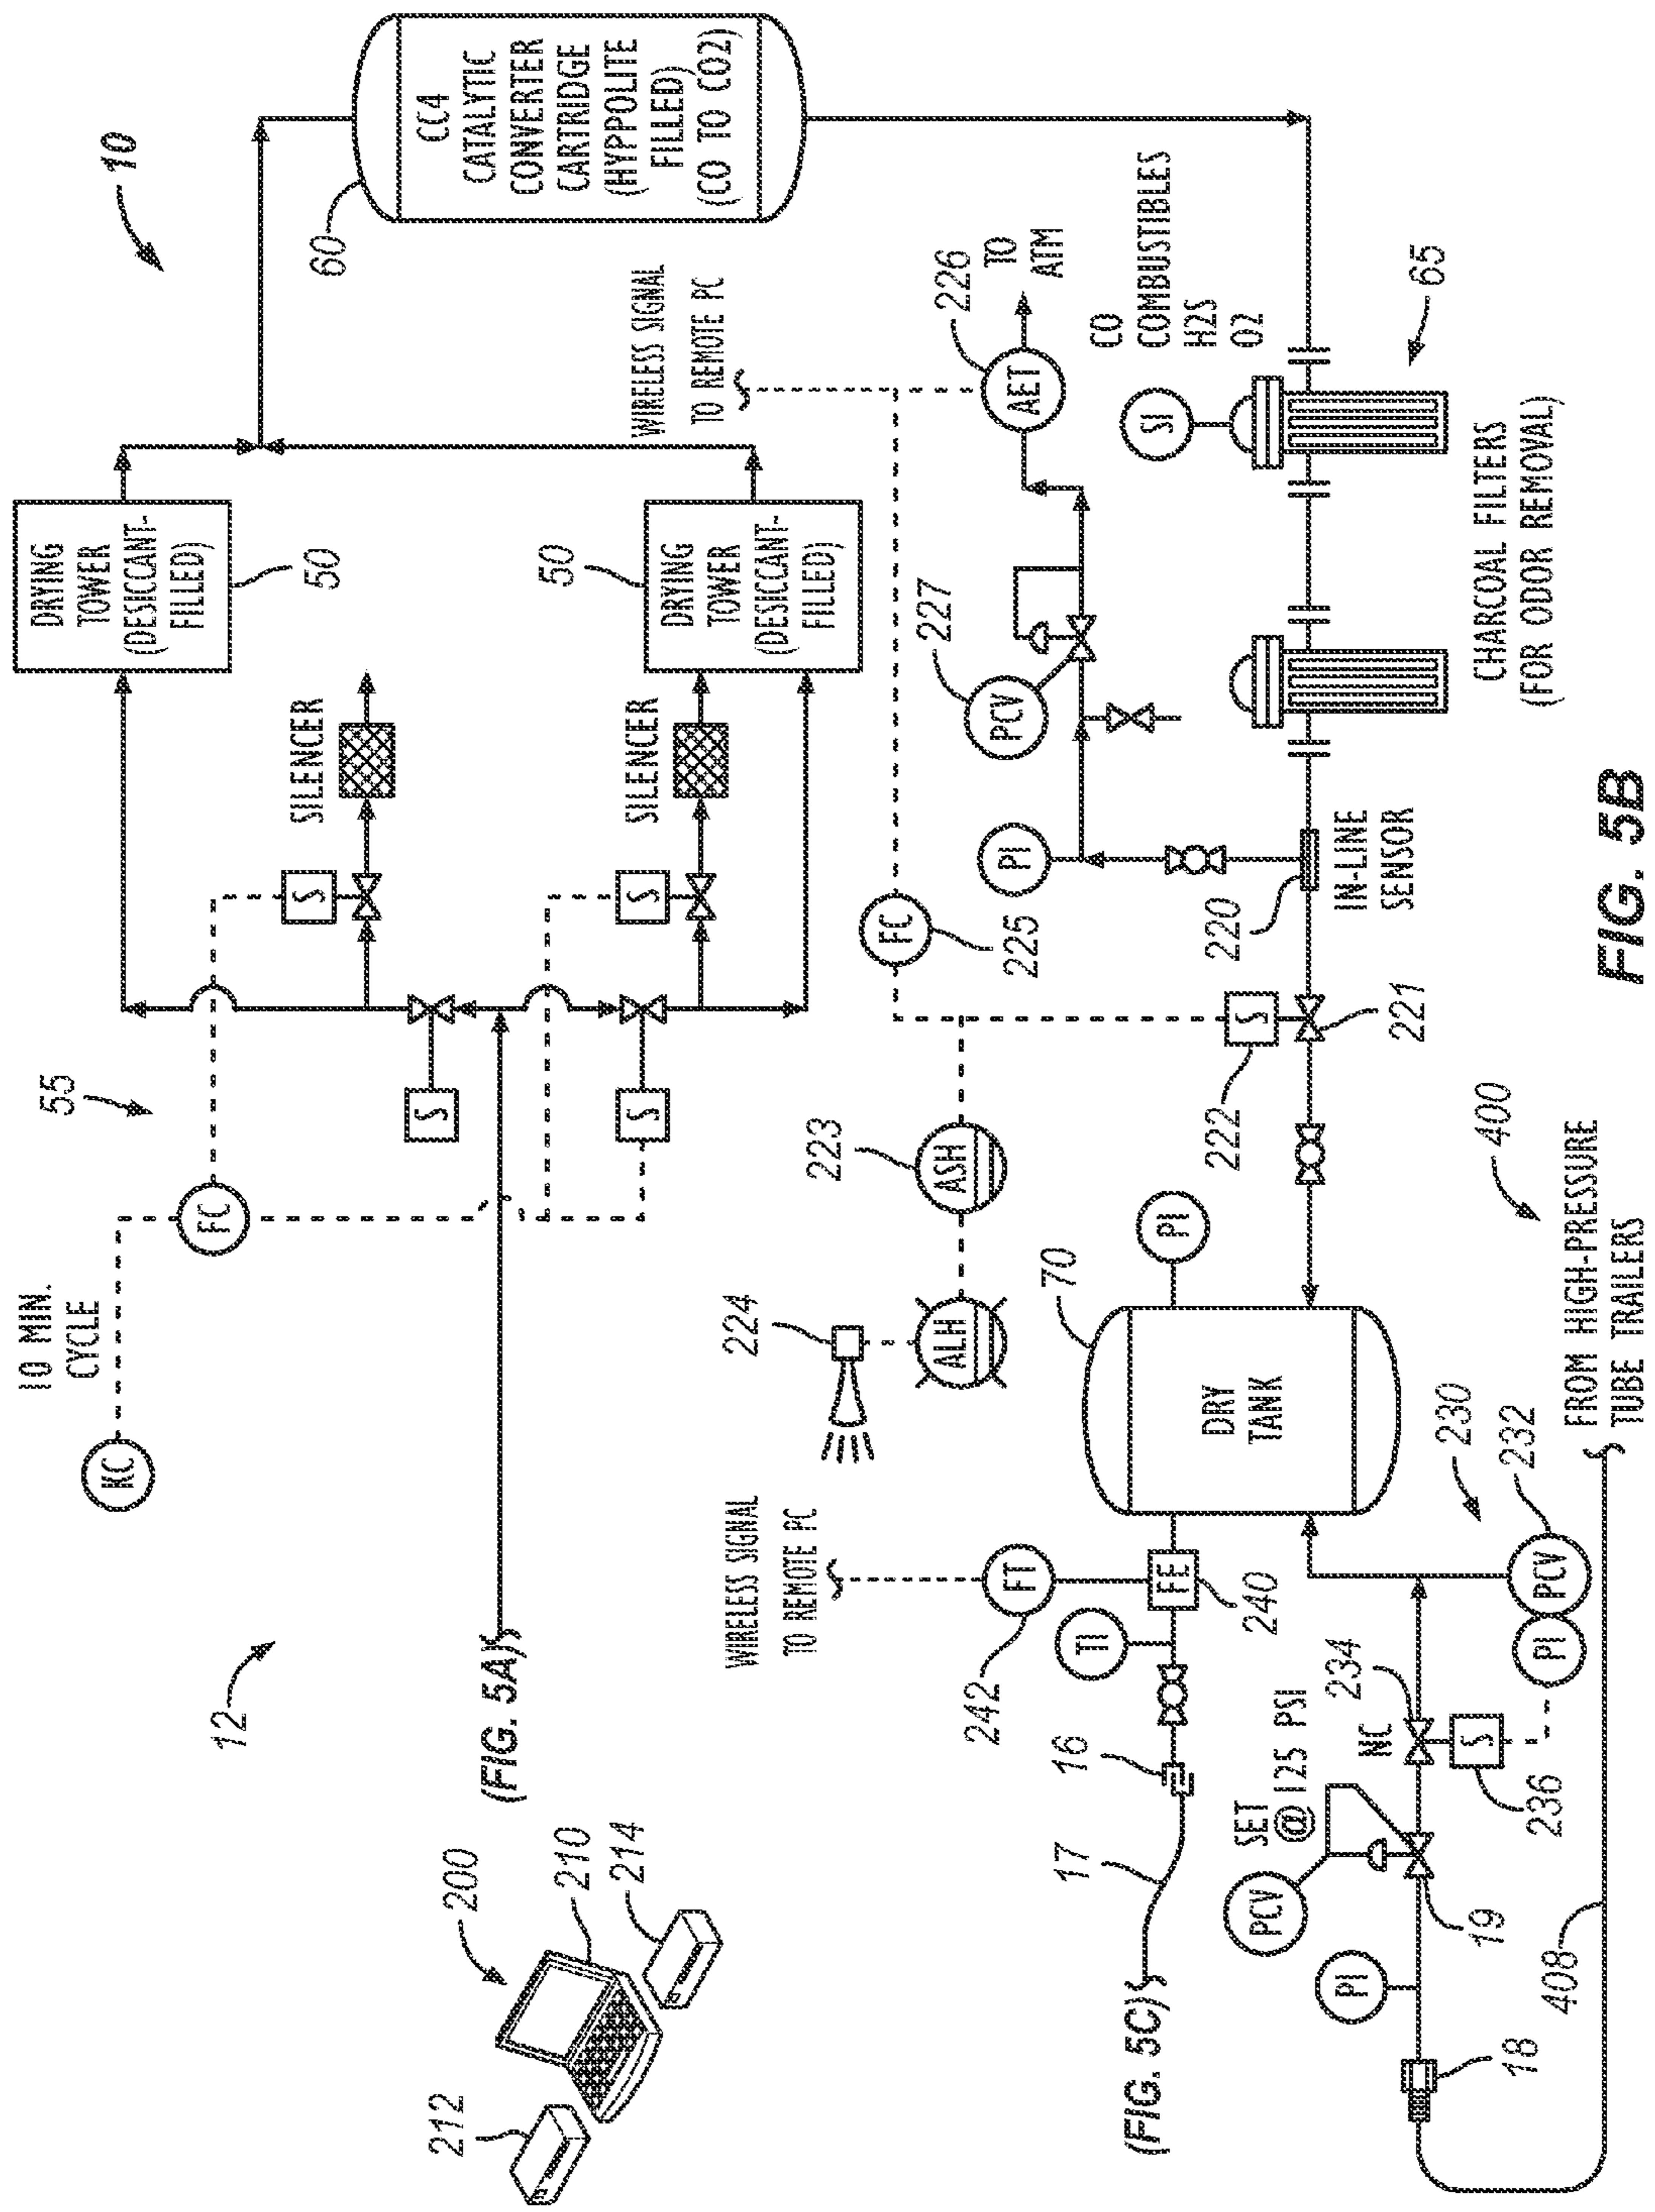 10
12
10 MIN.
CYCLE
KC
FC
55
S
S
S
S
SILENCER
SILENCER
DRYING
TOWER
(DESICCANT-
FILLED)
50
DRYING
TOWER
(DESICCANT-
FILLED)
50
60
CC4
CATALYTIC
CONVERTER
CARTRIDGE
(HYPPOLITE
FILLED)
(CO TO CO2)
(FIG. 5A)
200
210
212
214
WIRELESS SIGNAL
TO REMOTE PC
224
ALH
223
ASH
FC
225
PI
227
PCV
AET
226
TO
ATM
CO
COMBUSTIBLES
H2S
O2
SI
65
CHARCOAL FILTERS
(FOR ODOR REMOVAL)
220
IN-LINE
SENSOR
S
222
221
WIRELESS SIGNAL
TO REMOTE PC
242
FT
TI
FE
240
70
DRY
TANK
PI
16
17
(FIG. 5C)
SET
@125 PSI
PCV
PI
18
19
NC
234
S
236
PI
PCV
232
230
408
400
FROM HIGH-PRESSURE
TUBE TRAILERS
FIG. 5B